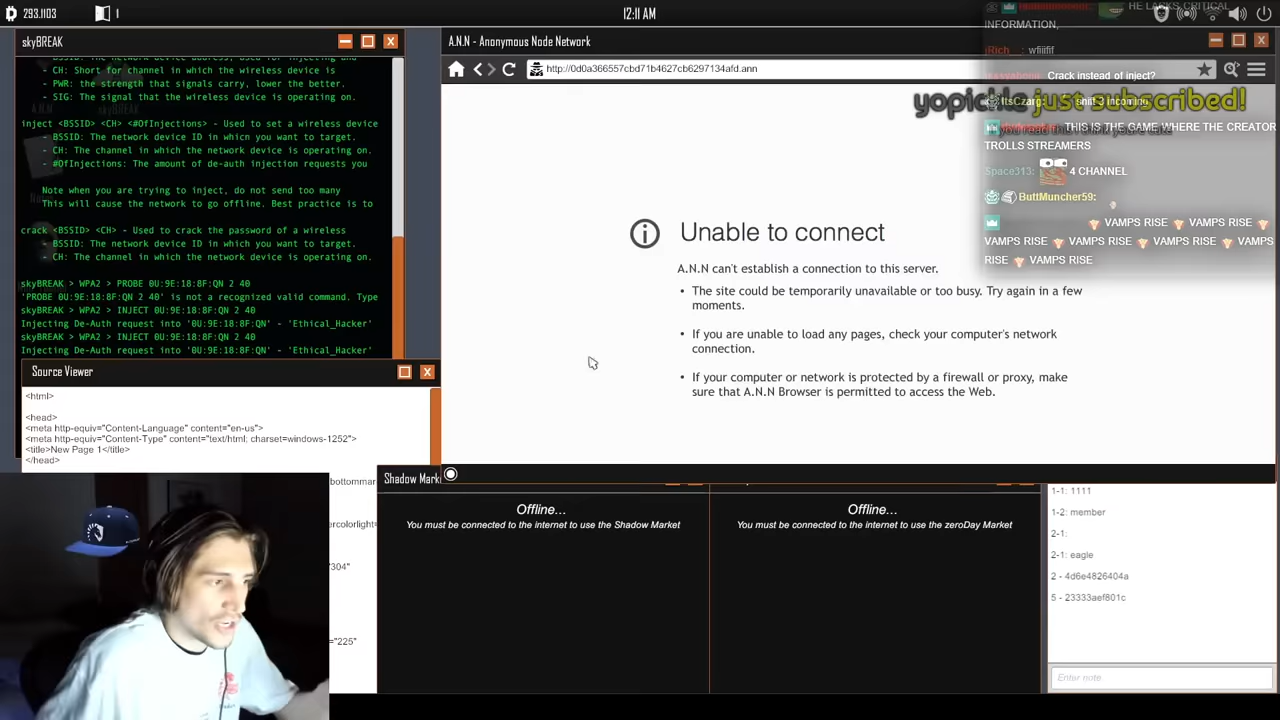 293.1103
1
12:11 AM
skyBREAK
- CH: Short for channel in which the wireless device is
- PWR: the strength that signals carry, lower the better.
- SIG: The signal that the wireless device is operating on.
inject <BSSID> <CH> <#OfInjections> - Used to set a wireless device
- BSSID: The network device ID in which you want to target.
- CH: The channel in which the network device is operating on.
- #OfInjections: The amount of de-auth injection requests you
Note when you are trying to inject, do not send too many
This will cause the network to go offline. Best practice is to
crack <BSSID> <CH> - Used to crack the password of a wireless
- BSSID: The network device ID in which you want to target.
- CH: The channel in which the network device is operating on.
skyBREAK > WPA2 > PROBE 0U:9E:18:8F:QN 2 40
'PROBE 0U:9E:18:8F:QN 2 40' is not a recognized valid command. Type
skyBREAK > WPA2 > INJECT 0U:9E:18:8F:QN 2 40
Injecting De-Auth request into '0U:9E:18:8F:QN' - 'Ethical_Hacker'
skyBREAK > WPA2 > INJECT 0U:9E:18:8F:QN 2 40
Injecting De-Auth request into '0U:9E:18:8F:QN' - 'Ethical_Hacker'
Source Viewer
<html>
<head>
<meta http-equiv="Content-Language" content="en-us">
<meta http-equiv="Content-Type" content="text/html; charset=windows-1252">
<title>New Page 1</title>
</head>
bottommar
ercolorlight=
304"
="225"
A.N.N - Anonymous Node Network
http://0d0a366557cbd71b4627cb6297134afd.ann
Unable to connect
A.N.N can't establish a connection to this server.
• The site could be temporarily unavailable or too busy. Try again in a few
moments.
• If you are unable to load any pages, check your computer's network
connection.
• If your computer or network is protected by a firewall or proxy, make
sure that A.N.N Browser is permitted to access the Web.
Shadow Mark
Offline...
You must be connected to the internet to use the Shadow Market
Offline...
You must be connected to the internet to use the zeroDay Market
1-1: 1111
1-2: member
2-1:
2-1: eagle
2 - 4d6e4826404a
5 - 23333aef801c
Enter note
HE LACKS CRITICAL
INFORMATION,
Crack instead of inject?
yopickle just subscribed!
ItsCzarg: shift 3 incoming
THIS IS THE GAME WHERE THE CREATOR
TROLLS STREAMERS
Space313: 4 CHANNEL
ButtMuncher59:
VAMPS RISE VAMPS RISE
VAMPS RISE VAMPS RISE VAMPS RISE VAMPS
RISE VAMPS RISE